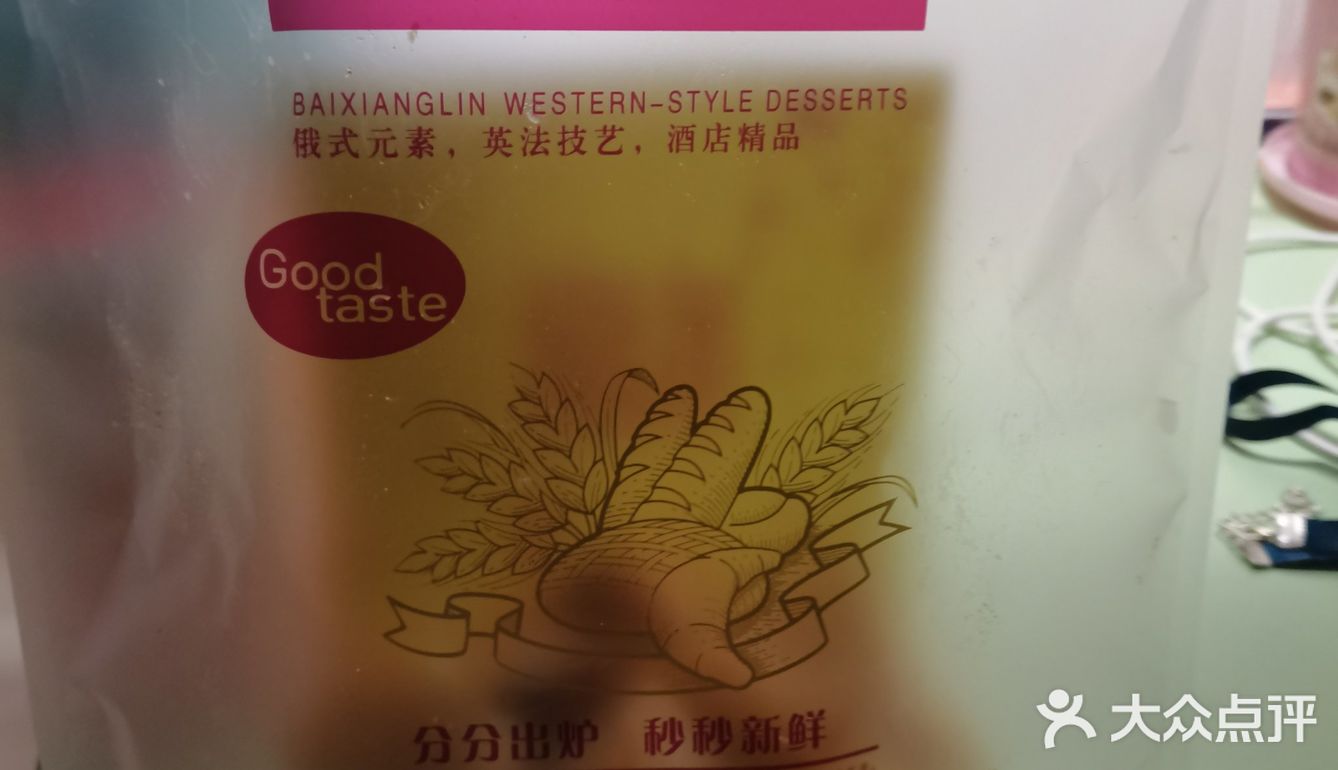 BAIXIANGLIN WESTERN-STYLE DESSERTS
俄式元素，英法技艺，酒店精品
Good
taste
分分出炉 秒秒新鲜
大众点评